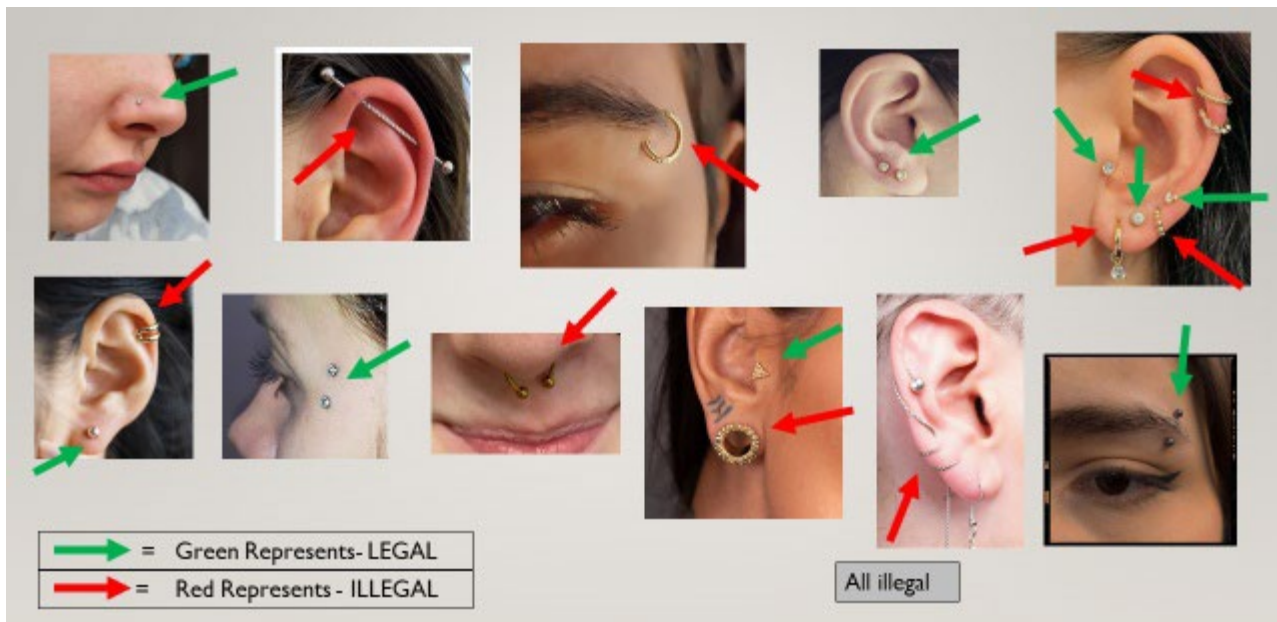 = Green Represents- LEGAL
= Red Represents - ILLEGAL
All illegal